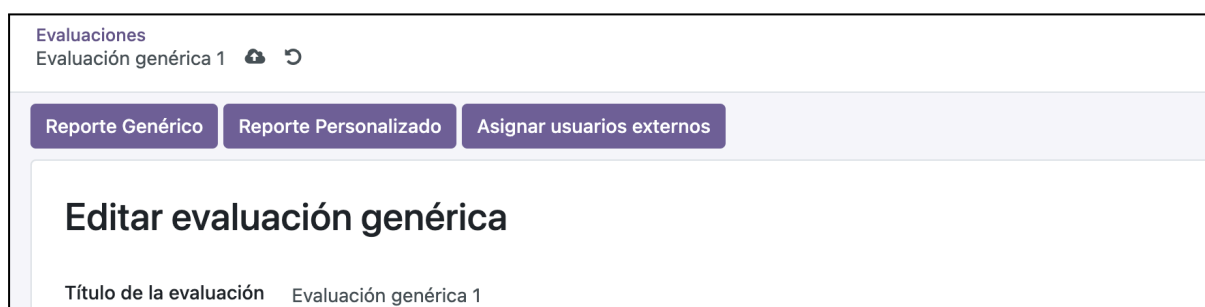 Evaluaciones
Evaluación genérica 1
Reporte Genérico Reporte Personalizado Asignar usuarios externos
Editar evaluación genérica
Título de la evaluación Evaluación genérica 1